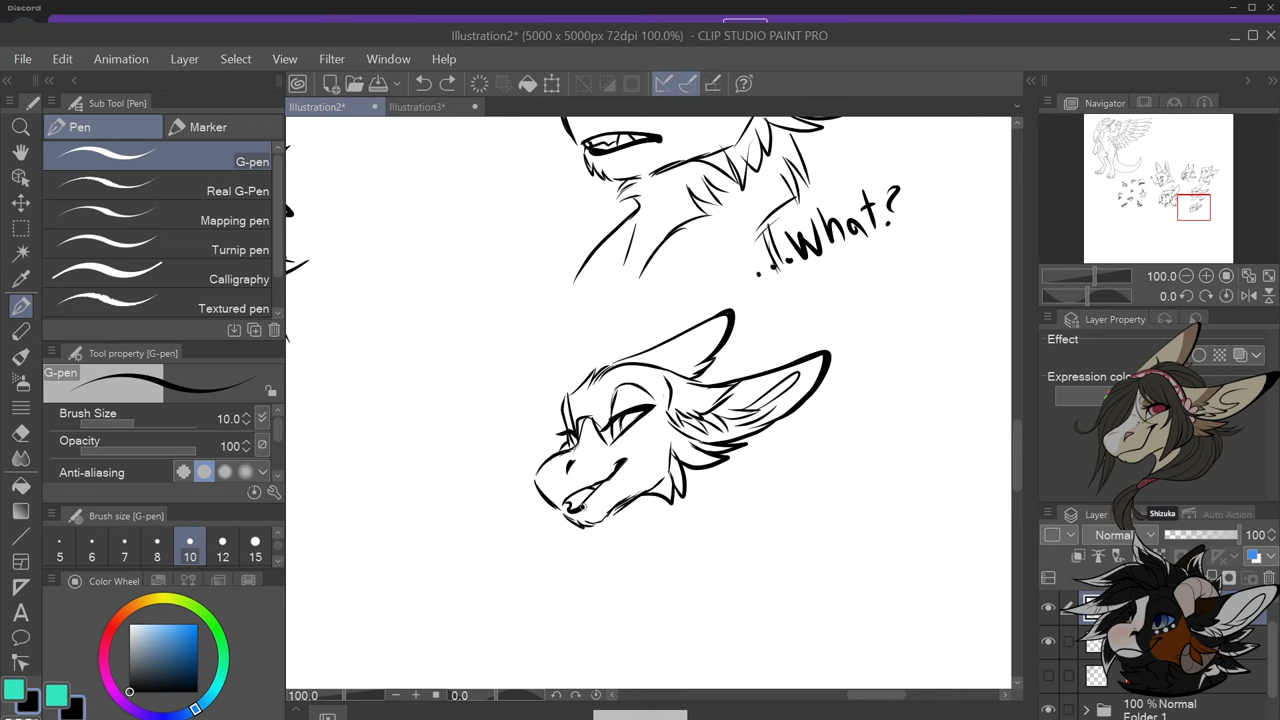 Discord
Illustration2* (5000 x 5000px 72dpi 100.0%) - CLIP STUDIO PAINT PRO
File Edit Animation Layer Select View Filter Window Help
Sub Tool [Pen]
Illustration2* Illustration3*
Navigator
Pen Marker
G-pen
Real G-Pen
Mapping pen
Turnip pen
Calligraphy
Textured pen
...What?
100.0
0.0
Tool property [G-pen]
G-pen
Brush Size 10.0
Opacity 100
Anti-aliasing
Layer Property
Effect
Expression colo
Brush size [G-pen]
5 6 7 8 10 12 15
Color Wheel
Layer Shizuka Auto Action
Normal 100
100 % Normal
Folder 1
100.0 0.0